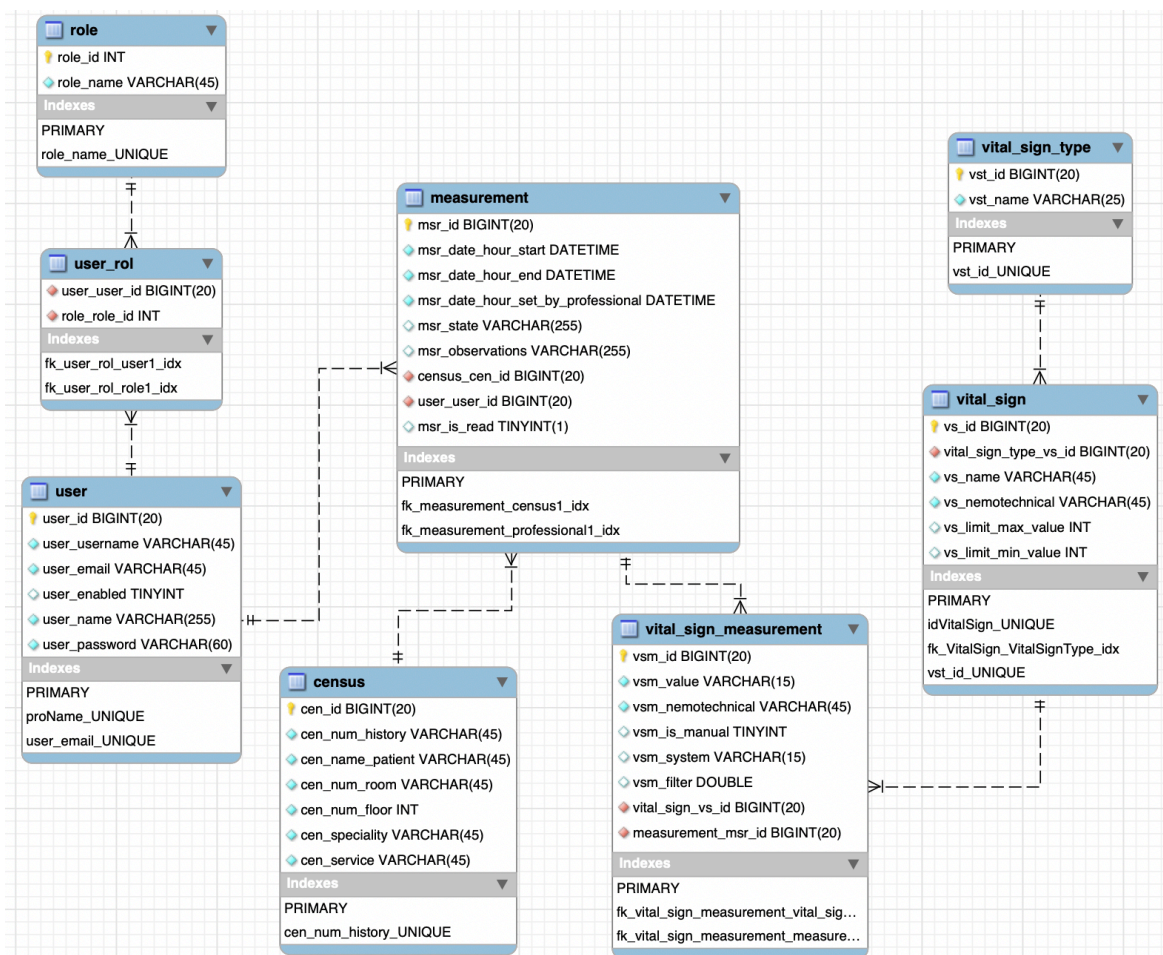 role
role_id INT
role_name VARCHAR(45)
Indexes
PRIMARY
role_name_UNIQUE
user_rol
user_user_id BIGINT(20)
role_role_id INT
Indexes
fk_user_rol_user1_idx
fk_user_rol_role1_idx
user
user_id BIGINT(20)
user_username VARCHAR(45)
user_email VARCHAR(45)
user_enabled TINYINT
user_name VARCHAR(255)
user_password VARCHAR(60)
Indexes
PRIMARY
proName_UNIQUE
user_email_UNIQUE
measurement
msr_id BIGINT(20)
msr_date_hour_start DATETIME
msr_date_hour_end DATETIME
msr_date_hour_set_by_professional DATETIME
msr_state VARCHAR(255)
msr_observations VARCHAR(255)
census_cen_id BIGINT(20)
user_user_id BIGINT(20)
msr_is_read TINYINT(1)
Indexes
PRIMARY
fk_measurement_census1_idx
fk_measurement_professional1_idx
census
cen_id BIGINT(20)
cen_num_history VARCHAR(45)
cen_name_patient VARCHAR(45)
cen_num_room VARCHAR(45)
cen_num_floor INT
cen_speciality VARCHAR(45)
cen_service VARCHAR(45)
Indexes
PRIMARY
cen_num_history_UNIQUE
vital_sign_measurement
vsm_id BIGINT(20)
vsm_value VARCHAR(15)
vsm_nemotechnical VARCHAR(45)
vsm_is_manual TINYINT
vsm_system VARCHAR(15)
vsm_filter DOUBLE
vital_sign_vs_id BIGINT(20)
measurement_msr_id BIGINT(20)
Indexes
PRIMARY
fk_vital_sign_measurement_vital_sig...
fk_vital_sign_measurement_measure...
vital_sign_type
vst_id BIGINT(20)
vst_name VARCHAR(25)
Indexes
PRIMARY
vst_id_UNIQUE
vital_sign
vs_id BIGINT(20)
vital_sign_type_vs_id BIGINT(20)
vs_name VARCHAR(45)
vs_nemotechnical VARCHAR(45)
vs_limit_max_value INT
vs_limit_min_value INT
Indexes
PRIMARY
idVitalSign_UNIQUE
fk_VitalSign_VitalSignType_idx
vst_id_UNIQUE